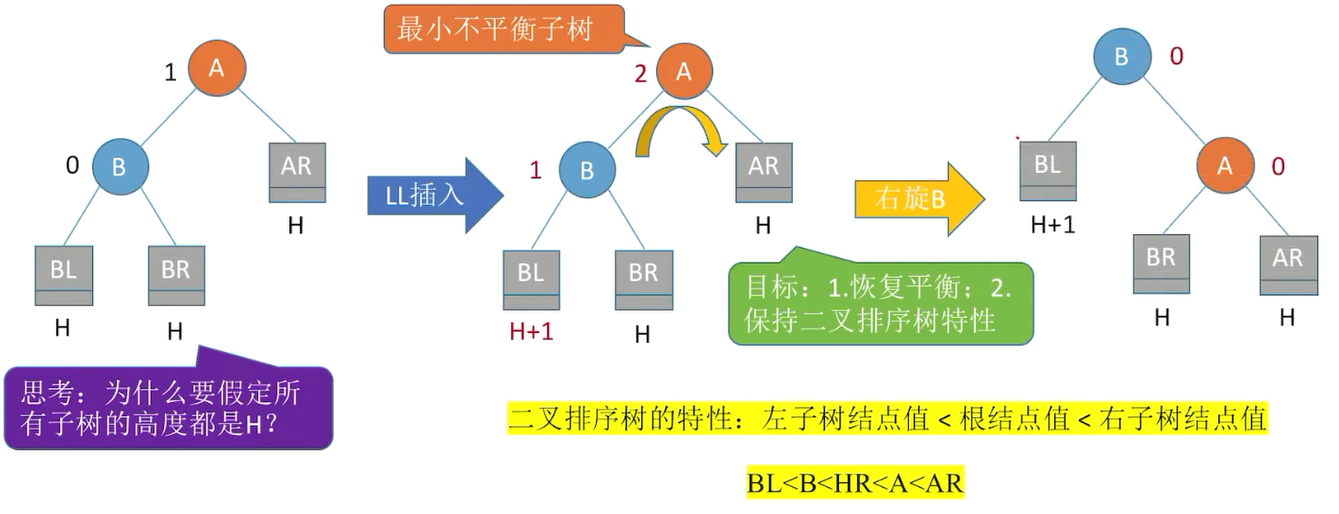 最小不平衡子树
1
A
0
B
AR
H
BL
BR
H
H
思考：为什么要假定所
有子树的高度都是H？
LL插入
2
A
1
B
AR
H
BL
BR
H+1
H
目标：1.恢复平衡；2.
保持二叉排序树特性
右旋B
B
0
BL
H+1
A
0
BR
AR
H
H
二叉排序树的特性：左子树结点值 < 根结点值 < 右子树结点值
BL<B<HR<A<AR